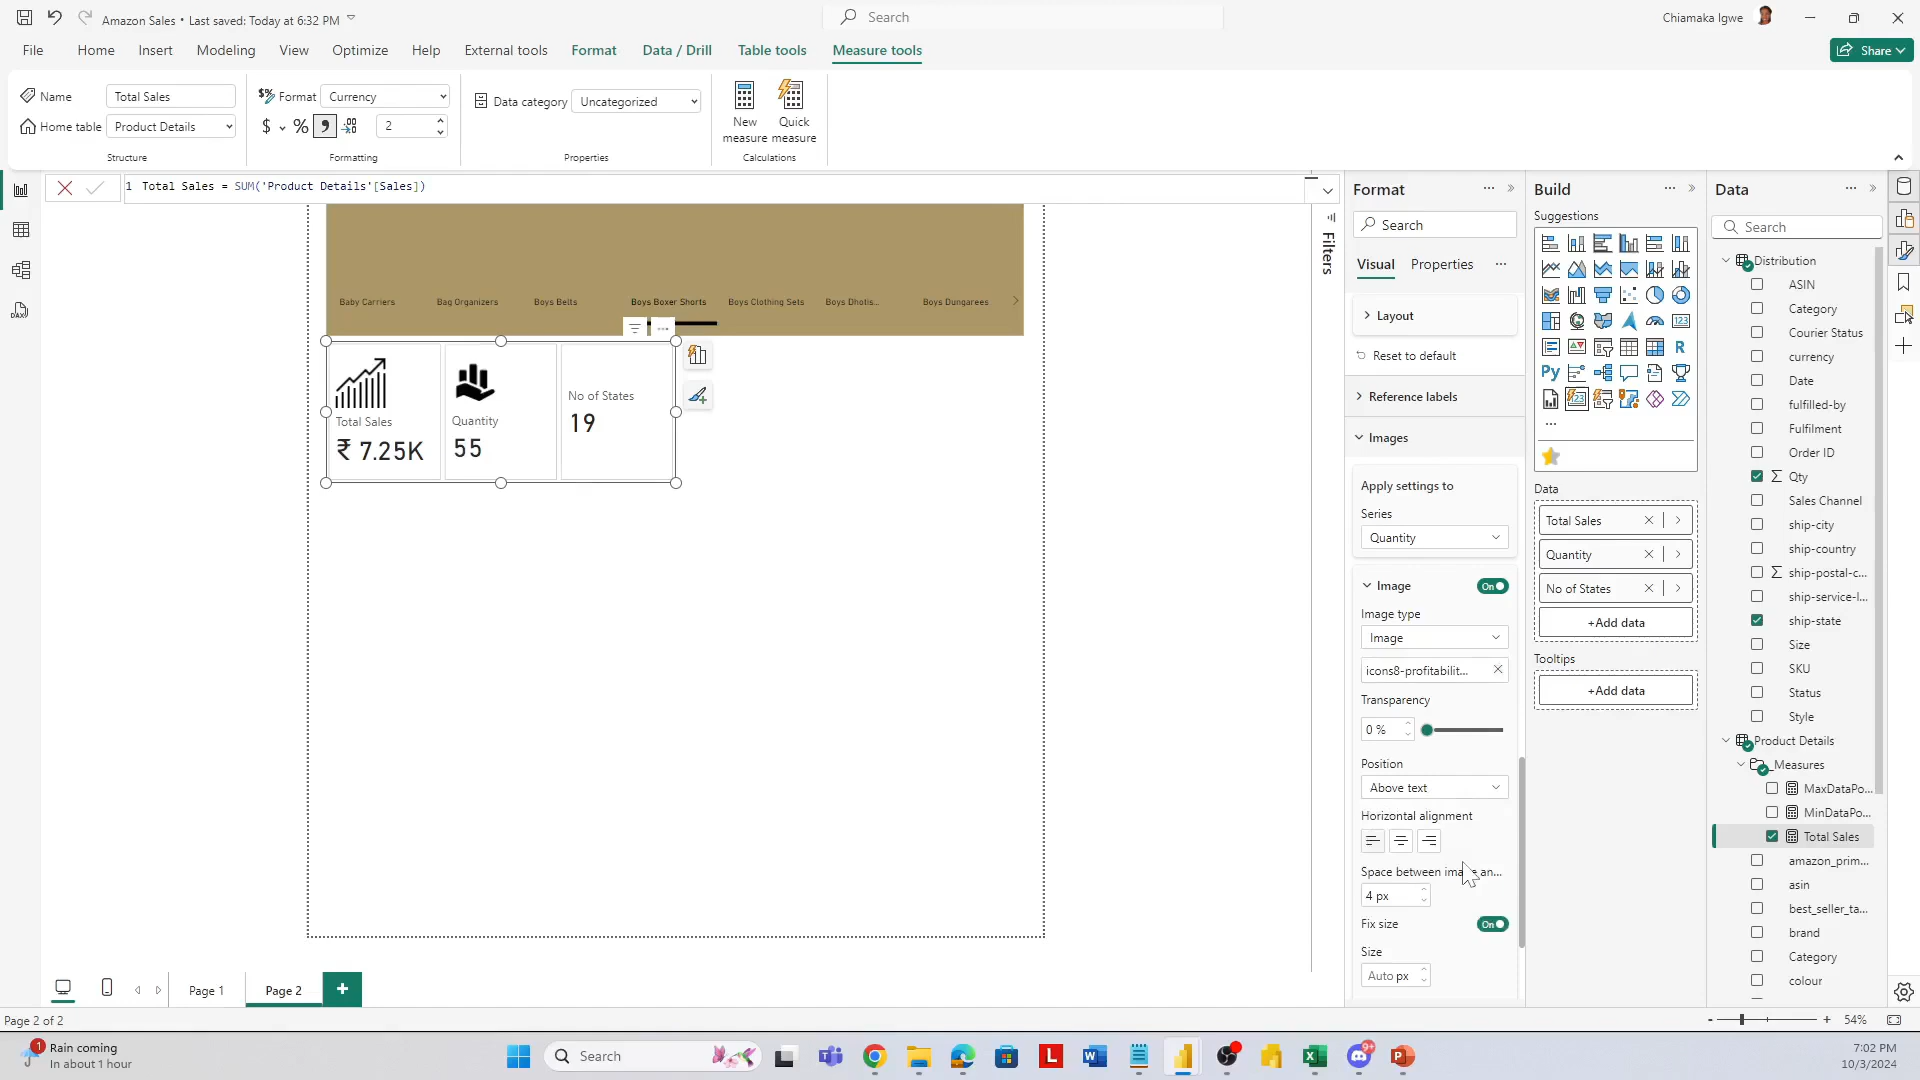 Amazon Sales • Last saved: Today at 6:32 PM
Search
Chiamaka Igwe
File
Home
Insert
Modeling
View
Optimize
Help
External tools
Format
Data / Drill
Table tools
Measure tools
Share
Name
Total Sales
Home table
Product Details
Structure
Format
Currency
$
%
2
Formatting
Data category
Uncategorized
Properties
New measure
Quick measure
Calculations
1 Total Sales = SUM('Product Details'[Sales])
Baby Carriers
Bag Organizers
Boys Belts
Boys Boxer Shorts
Boys Clothing Sets
Boys Dhotis...
Boys Dungarees
Total Sales
₹ 7.25K
Quantity
55
No of States
19
Filters
Format
Search
Visual
Properties
Layout
Reset to default
Reference labels
Images
Apply settings to
Series
Quantity
Image
On
Image type
Image
icons8-profitabilit...
Transparency
0 %
Position
Above text
Horizontal alignment
Space between image an...
4 px
Fix size
On
Size
Auto px
Build
Suggestions
R
Py
123
Data
Total Sales
Quantity
No of States
+Add data
Tooltips
+Add data
Data
Search
Distribution
ASIN
Category
Courier Status
currency
Date
fulfilled-by
Fulfilment
Order ID
Qty
Sales Channel
ship-city
ship-country
ship-postal-c...
ship-service-l...
ship-state
Size
SKU
Status
Style
Product Details
_Measures
MaxDataPo...
MinDataPo...
Total Sales
amazon_prim...
asin
best_seller_ta...
brand
Category
colour
Page 1
Page 2
Page 2 of 2
54%
1
Rain coming
In about 1 hour
Search
L
9+
7:02 PM
10/3/2024